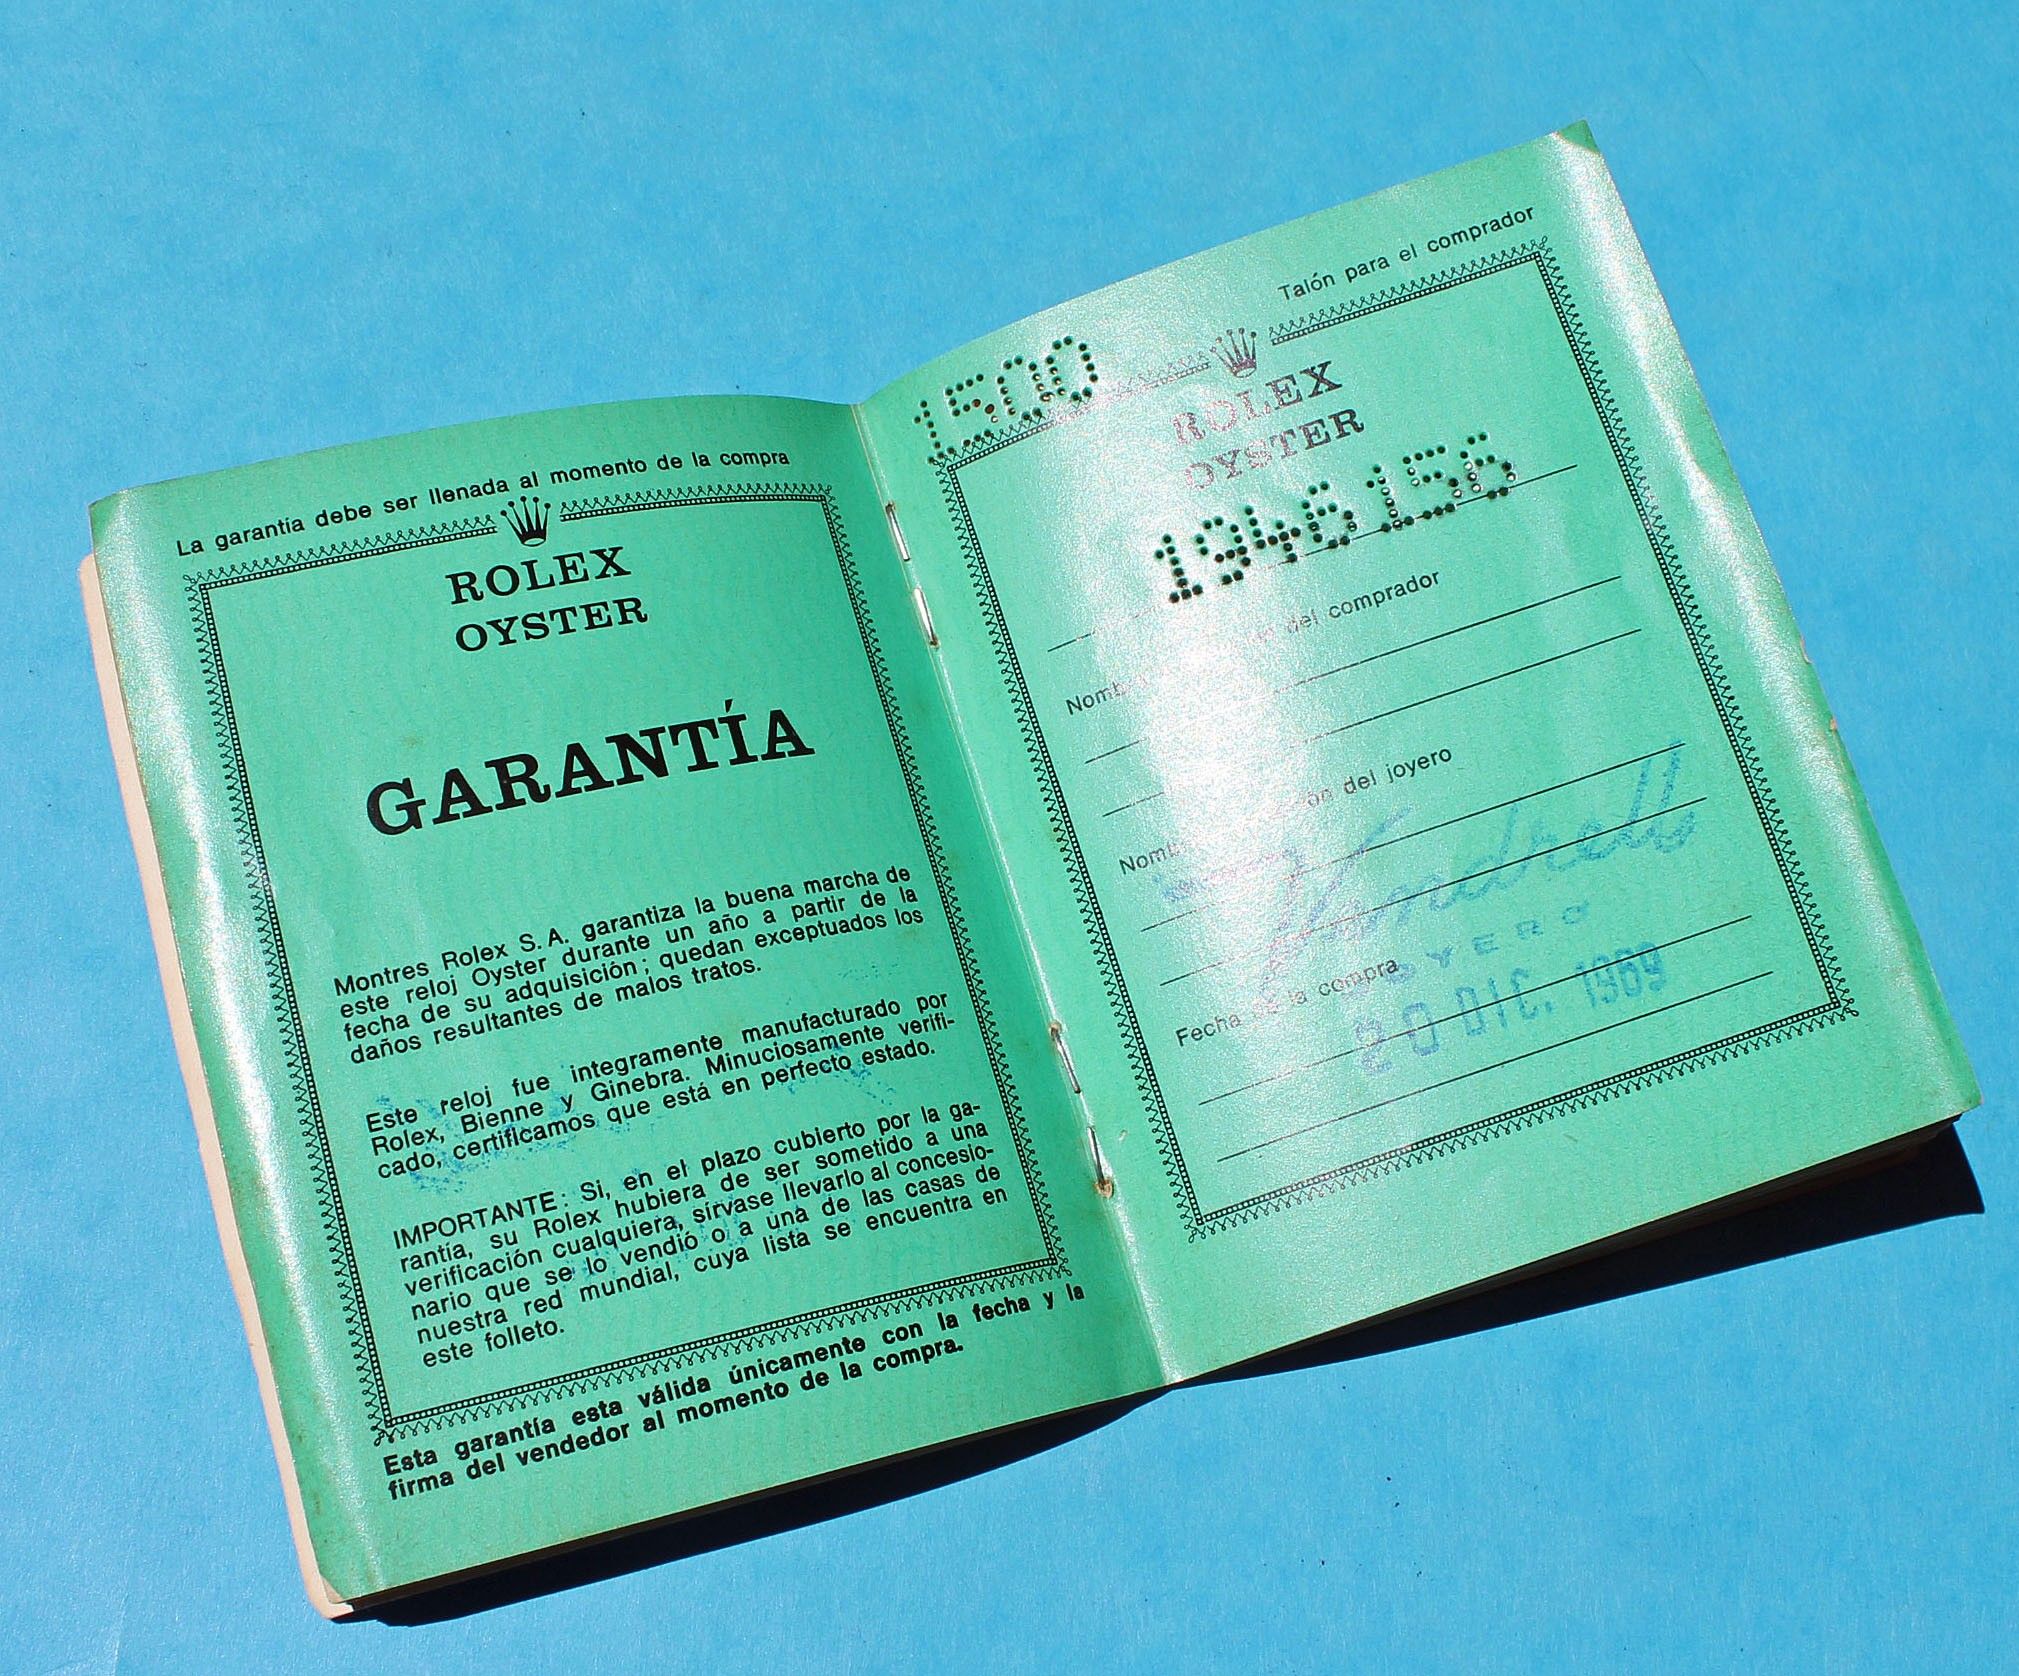 La garantía debe ser llenada al momento de la compra
ROLEX
OYSTER
GARANTÍA
Montres Rolex S.A. garantiza la buena marcha de
este reloj Oyster durante un año a partir de la
fecha de su adquisición; quedan exceptuados los
daños resultantes de malos tratos.
Este reloj fue integramente manufacturado por
Rolex, Bienne y Ginebra. Minuciosamente verifi-
cado, certificamos que está en perfecto estado.
IMPORTANTE: Si, en el plazo cubierto por la ga-
rantía, su Rolex hubiera de ser sometido a una
verificación cualquiera, sírvase llevarlo al concesio-
nario que se lo vendió o a una de las casas de
nuestra red mundial, cuya lista se encuentra en
este folleto.
Esta garantía esta válida únicamente con la fecha y la
firma del vendedor al momento de la compra.
Talón para el comprador
1500
ROLEX
OYSTER
1946156
del comprador
del joyero
Vendrell
JOYERO
Fecha de la compra
20 DIC. 1969